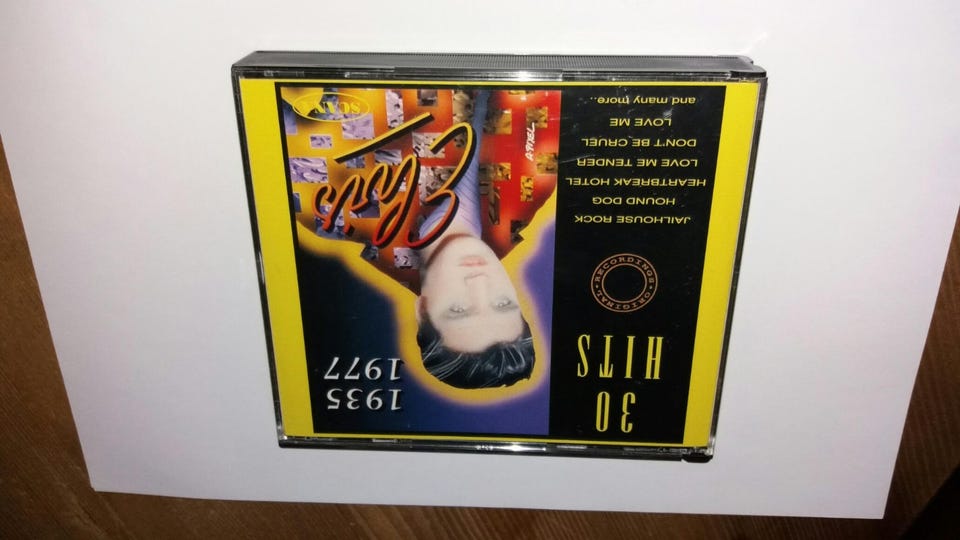 30
HITS
ORIGINAL • RECORDINGS •
JAILHOUSE ROCK
HOUND DOG
HEARTBREAK HOTEL
LOVE ME TENDER
DON'T BE CRUEL
LOVE ME
and many more..
1935
1977
Elvis